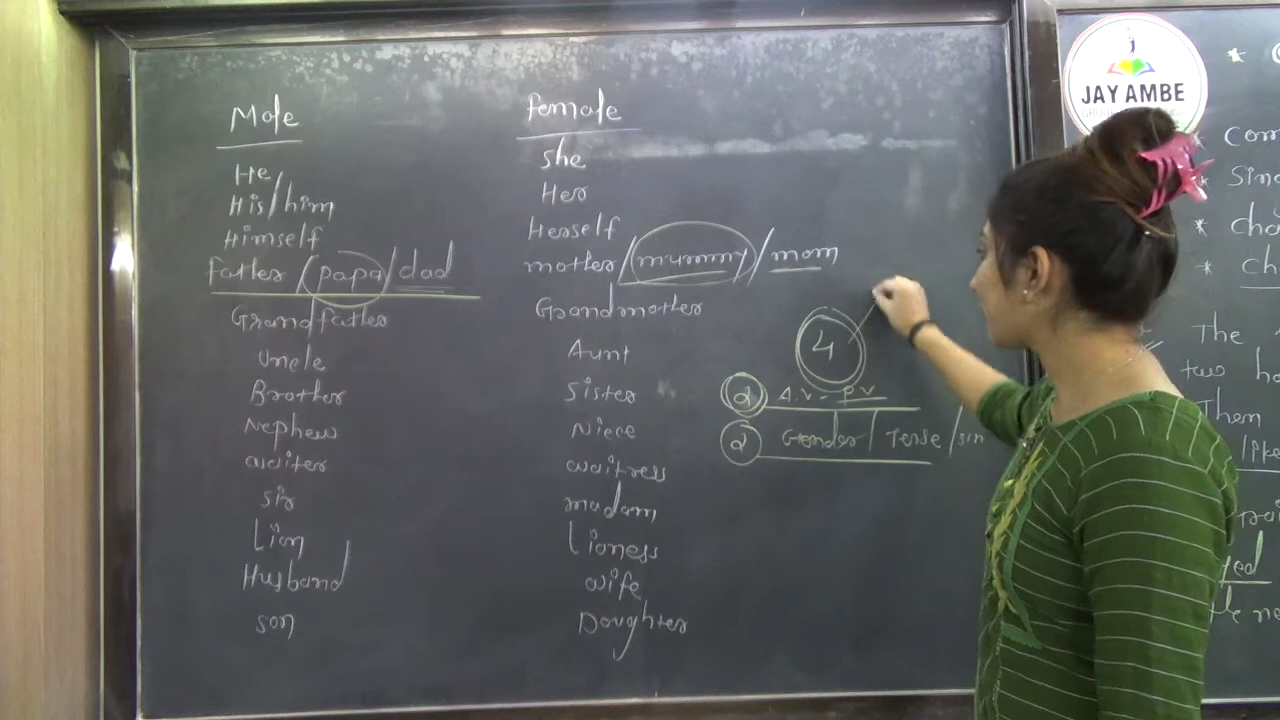 Male Female
He she
His/him Her
Himself Herself
father/papa/dad mother/mummy/mom
Grandfather Grandmother
Uncle Aunt
Brother Sister
Nephew Niece
waiter waitress
sir madam
Lion Lioness
Husband wife
son Daughter
4
2 A.V - P.V
2 Gender/Tense/sin
JAY AMBE
*
* com
* Sin
* cha
* ch
The
two ha
Them
like